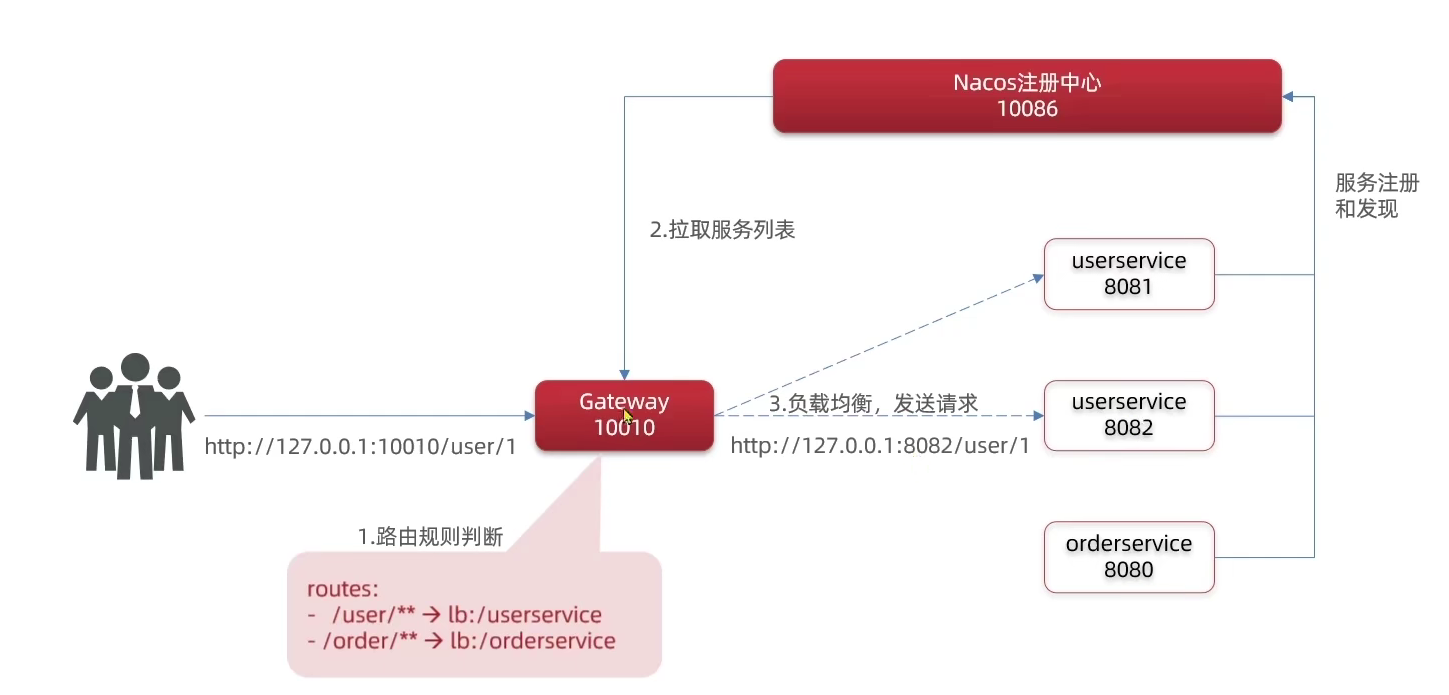 Nacos注册中心
10086
服务注册
和发现
2.拉取服务列表
userservice
8081
Gateway
10010
3.负载均衡，发送请求
userservice
8082
http://127.0.0.1:10010/user/1
http://127.0.0.1:8082/user/1
1.路由规则判断
orderservice
8080
routes:
- /user/** → lb:/userservice
- /order/** → lb:/orderservice